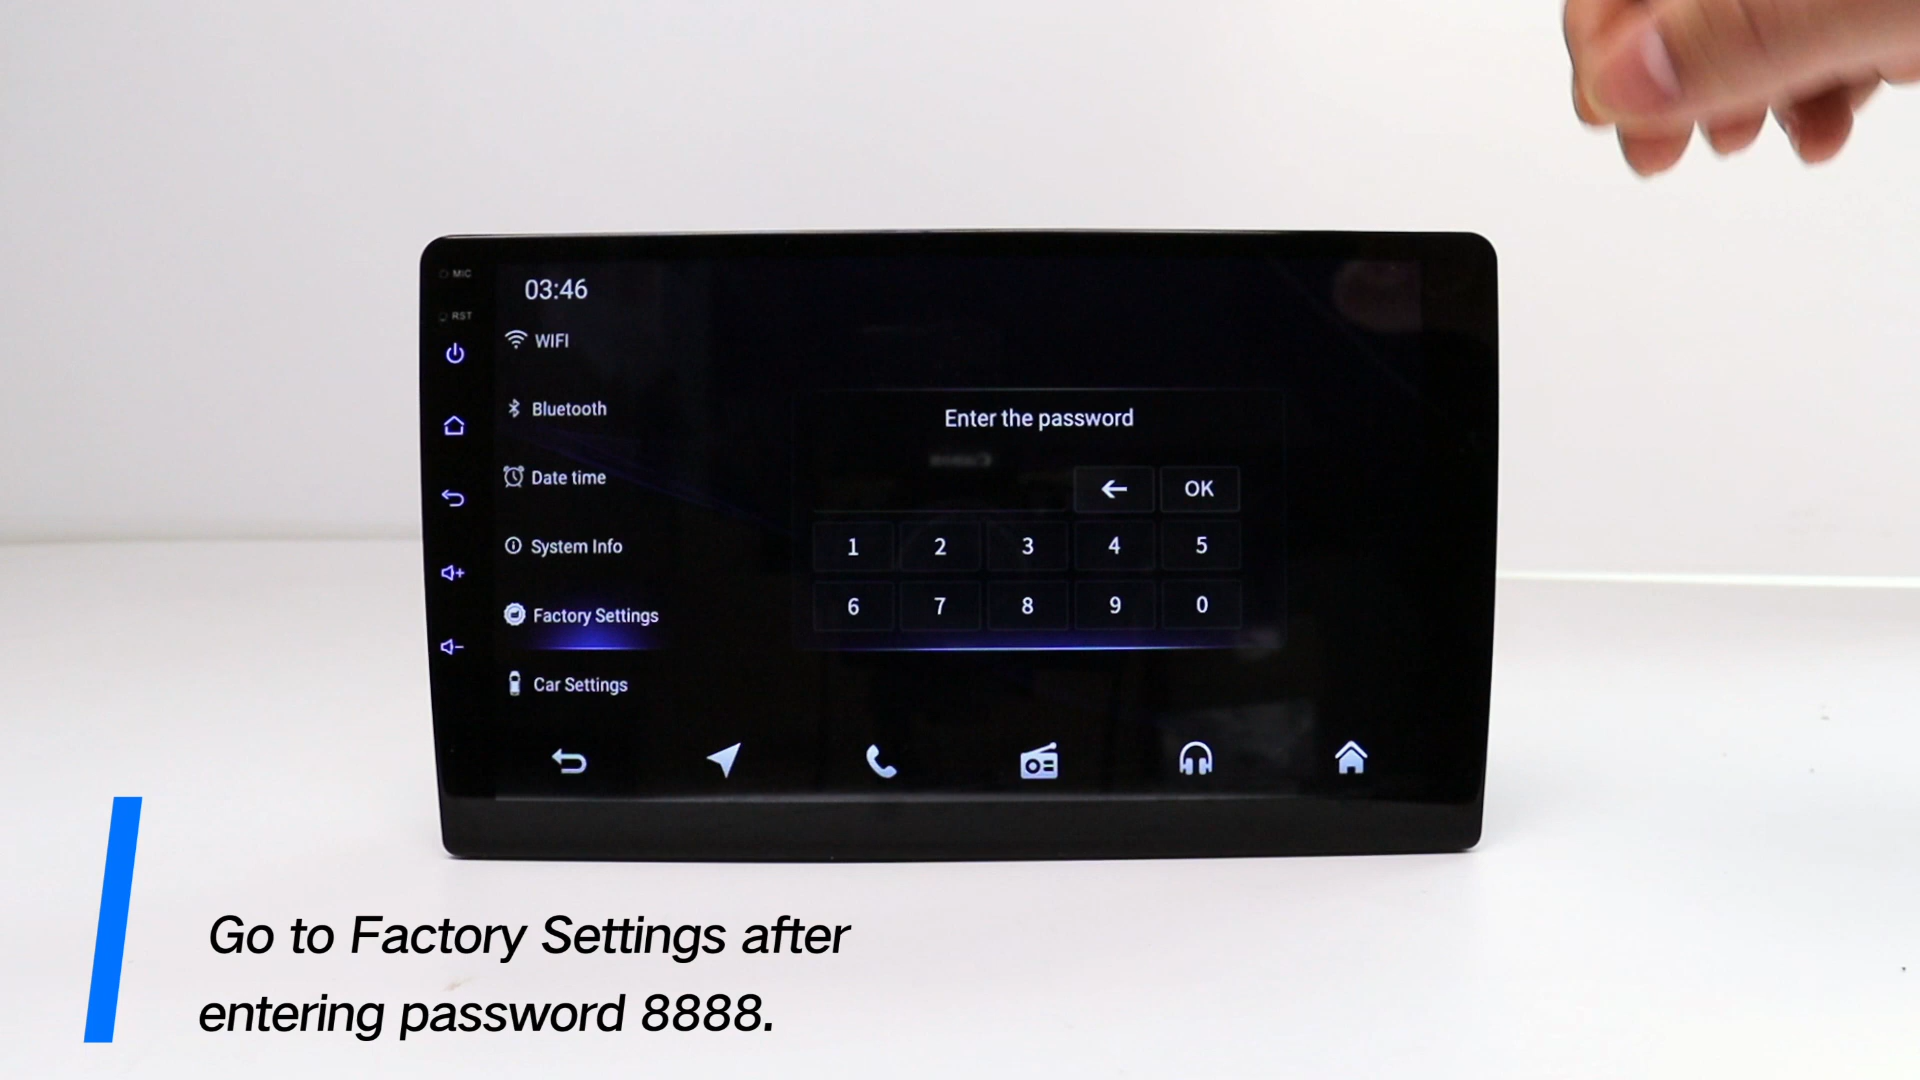 MIC
RST
03:46
WIFI
Bluetooth
Date time
System Info
Factory Settings
Car Settings
Enter the password
OK
1 2 3 4 5
6 7 8 9 0
Go to Factory Settings after
entering password 8888.